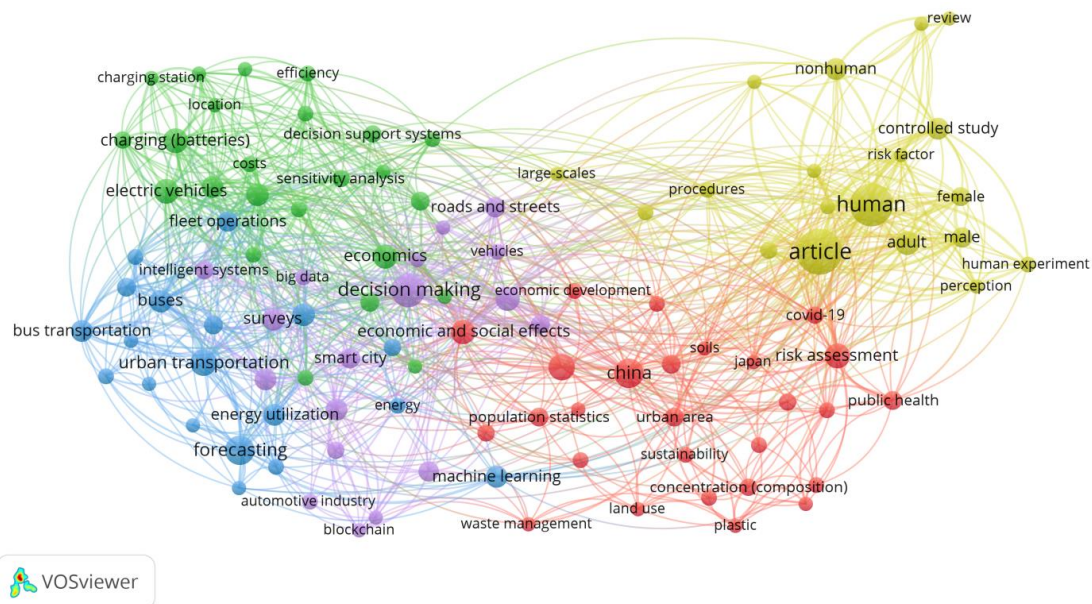 review
nonhuman
charging station
efficiency
location
controlled study
decision support systems
charging (batteries)
risk factor
costs
large-scales
sensitivity analysis
procedures
electric vehicles
female
human
roads and streets
fleet operations
male
adult
article
vehicles
economics
human experiment
intelligent systems
big data
perception
decision making
economic development
buses
covid-19
surveys
bus transportation
economic and social effects
soils
risk assessment
smart city
japan
urban transportation
china
public health
energy
energy utilization
population statistics
urban area
forecasting
sustainability
machine learning
concentration (composition)
automotive industry
land use
waste management
plastic
blockchain
VOSviewer